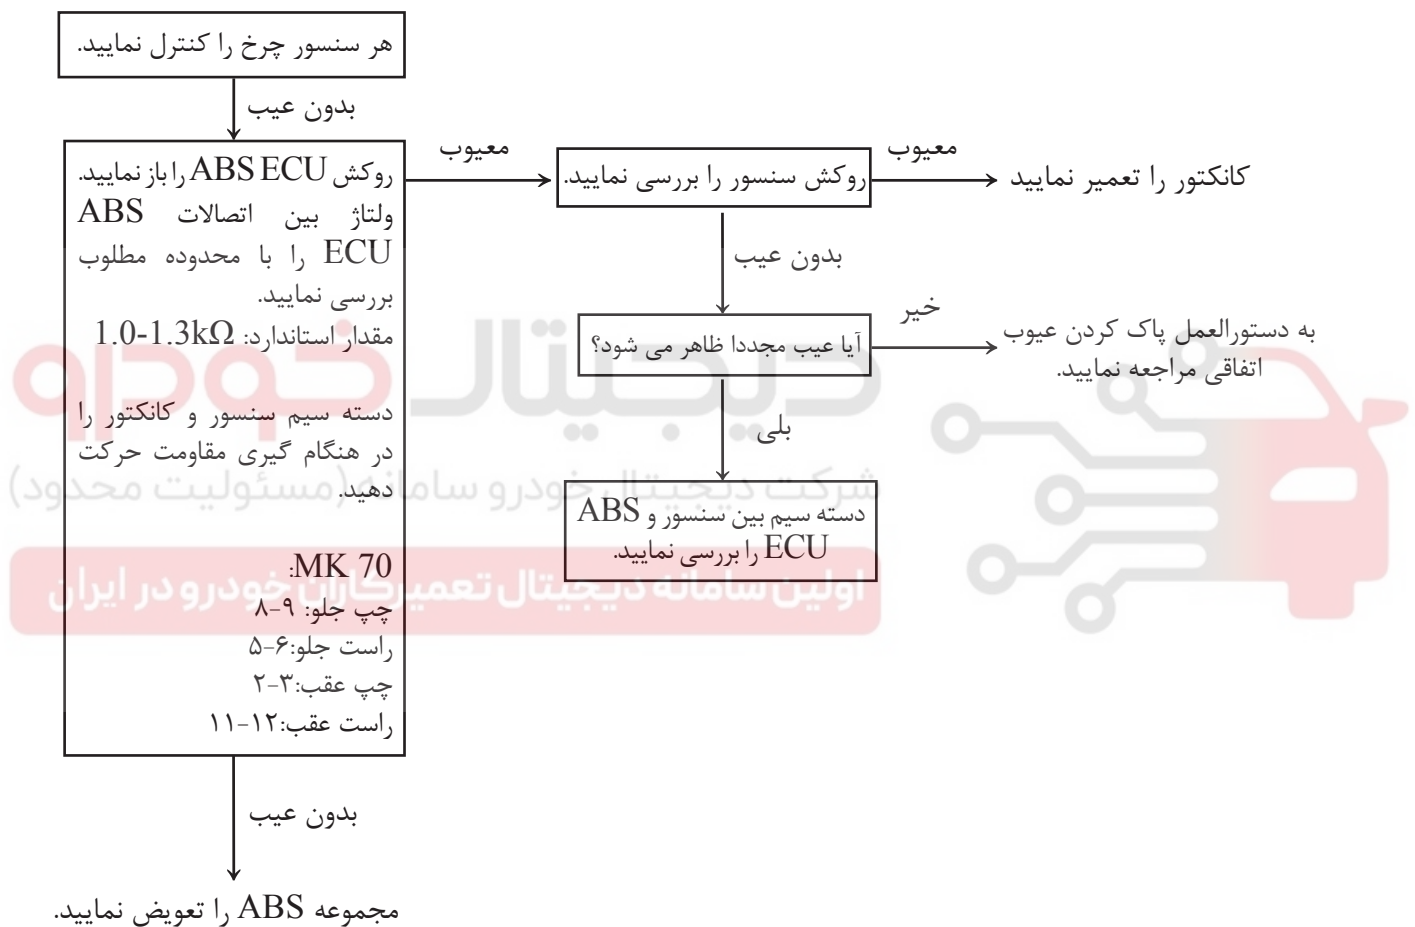 هر سنسور چرخ را کنترل نمایید.
بدون عیب
روکش ABS ECU را باز نمایید.
ولتاژ بین اتصالات ABS
ECU را با محدوده مطلوب
بررسی نمایید.
مقدار استاندارد: 1.0-1.3kΩ
دسته سیم سنسور و کانکتور را
در هنگام گیری مقاومت حرکت
دهید.
MK 70:
چپ جلو: ۹-۸
راست جلو:۶-۵
چپ عقب:۳-۲
راست عقب:۱۲-۱۱
بدون عیب
مجموعه ABS را تعویض نمایید.
معیوب
روکش سنسور را بررسی نمایید.
معیوب
کانکتور را تعمیر نمایید
بدون عیب
آیا عیب مجددا ظاهر می شود؟
خیر
به دستورالعمل پاک کردن عیوب
اتفاقی مراجعه نمایید.
بلی
دسته سیم بین سنسور و ABS
ECU را بررسی نمایید.
دیجیتال خودرو
شرکت دیجیتال خودرو سامانه (مسئولیت محدود)
اولین سامانه دیجیتال تعمیرکاران خودرو در ایران